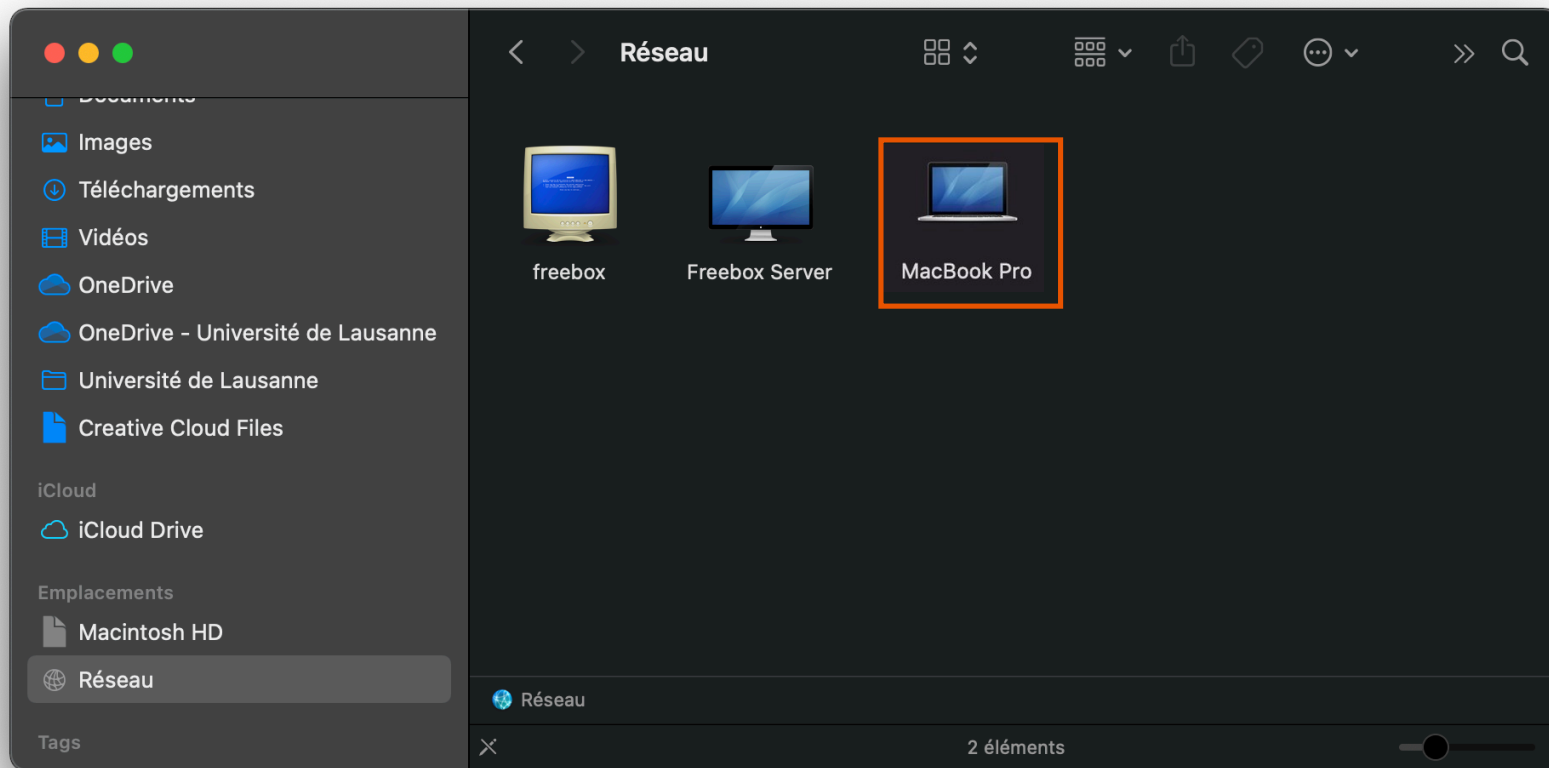 Réseau
Documents
Images
Téléchargements
Vidéos
OneDrive
OneDrive - Université de Lausanne
Université de Lausanne
Creative Cloud Files
iCloud
iCloud Drive
Emplacements
Macintosh HD
Réseau
Tags
freebox
Freebox Server
MacBook Pro
Réseau
2 éléments